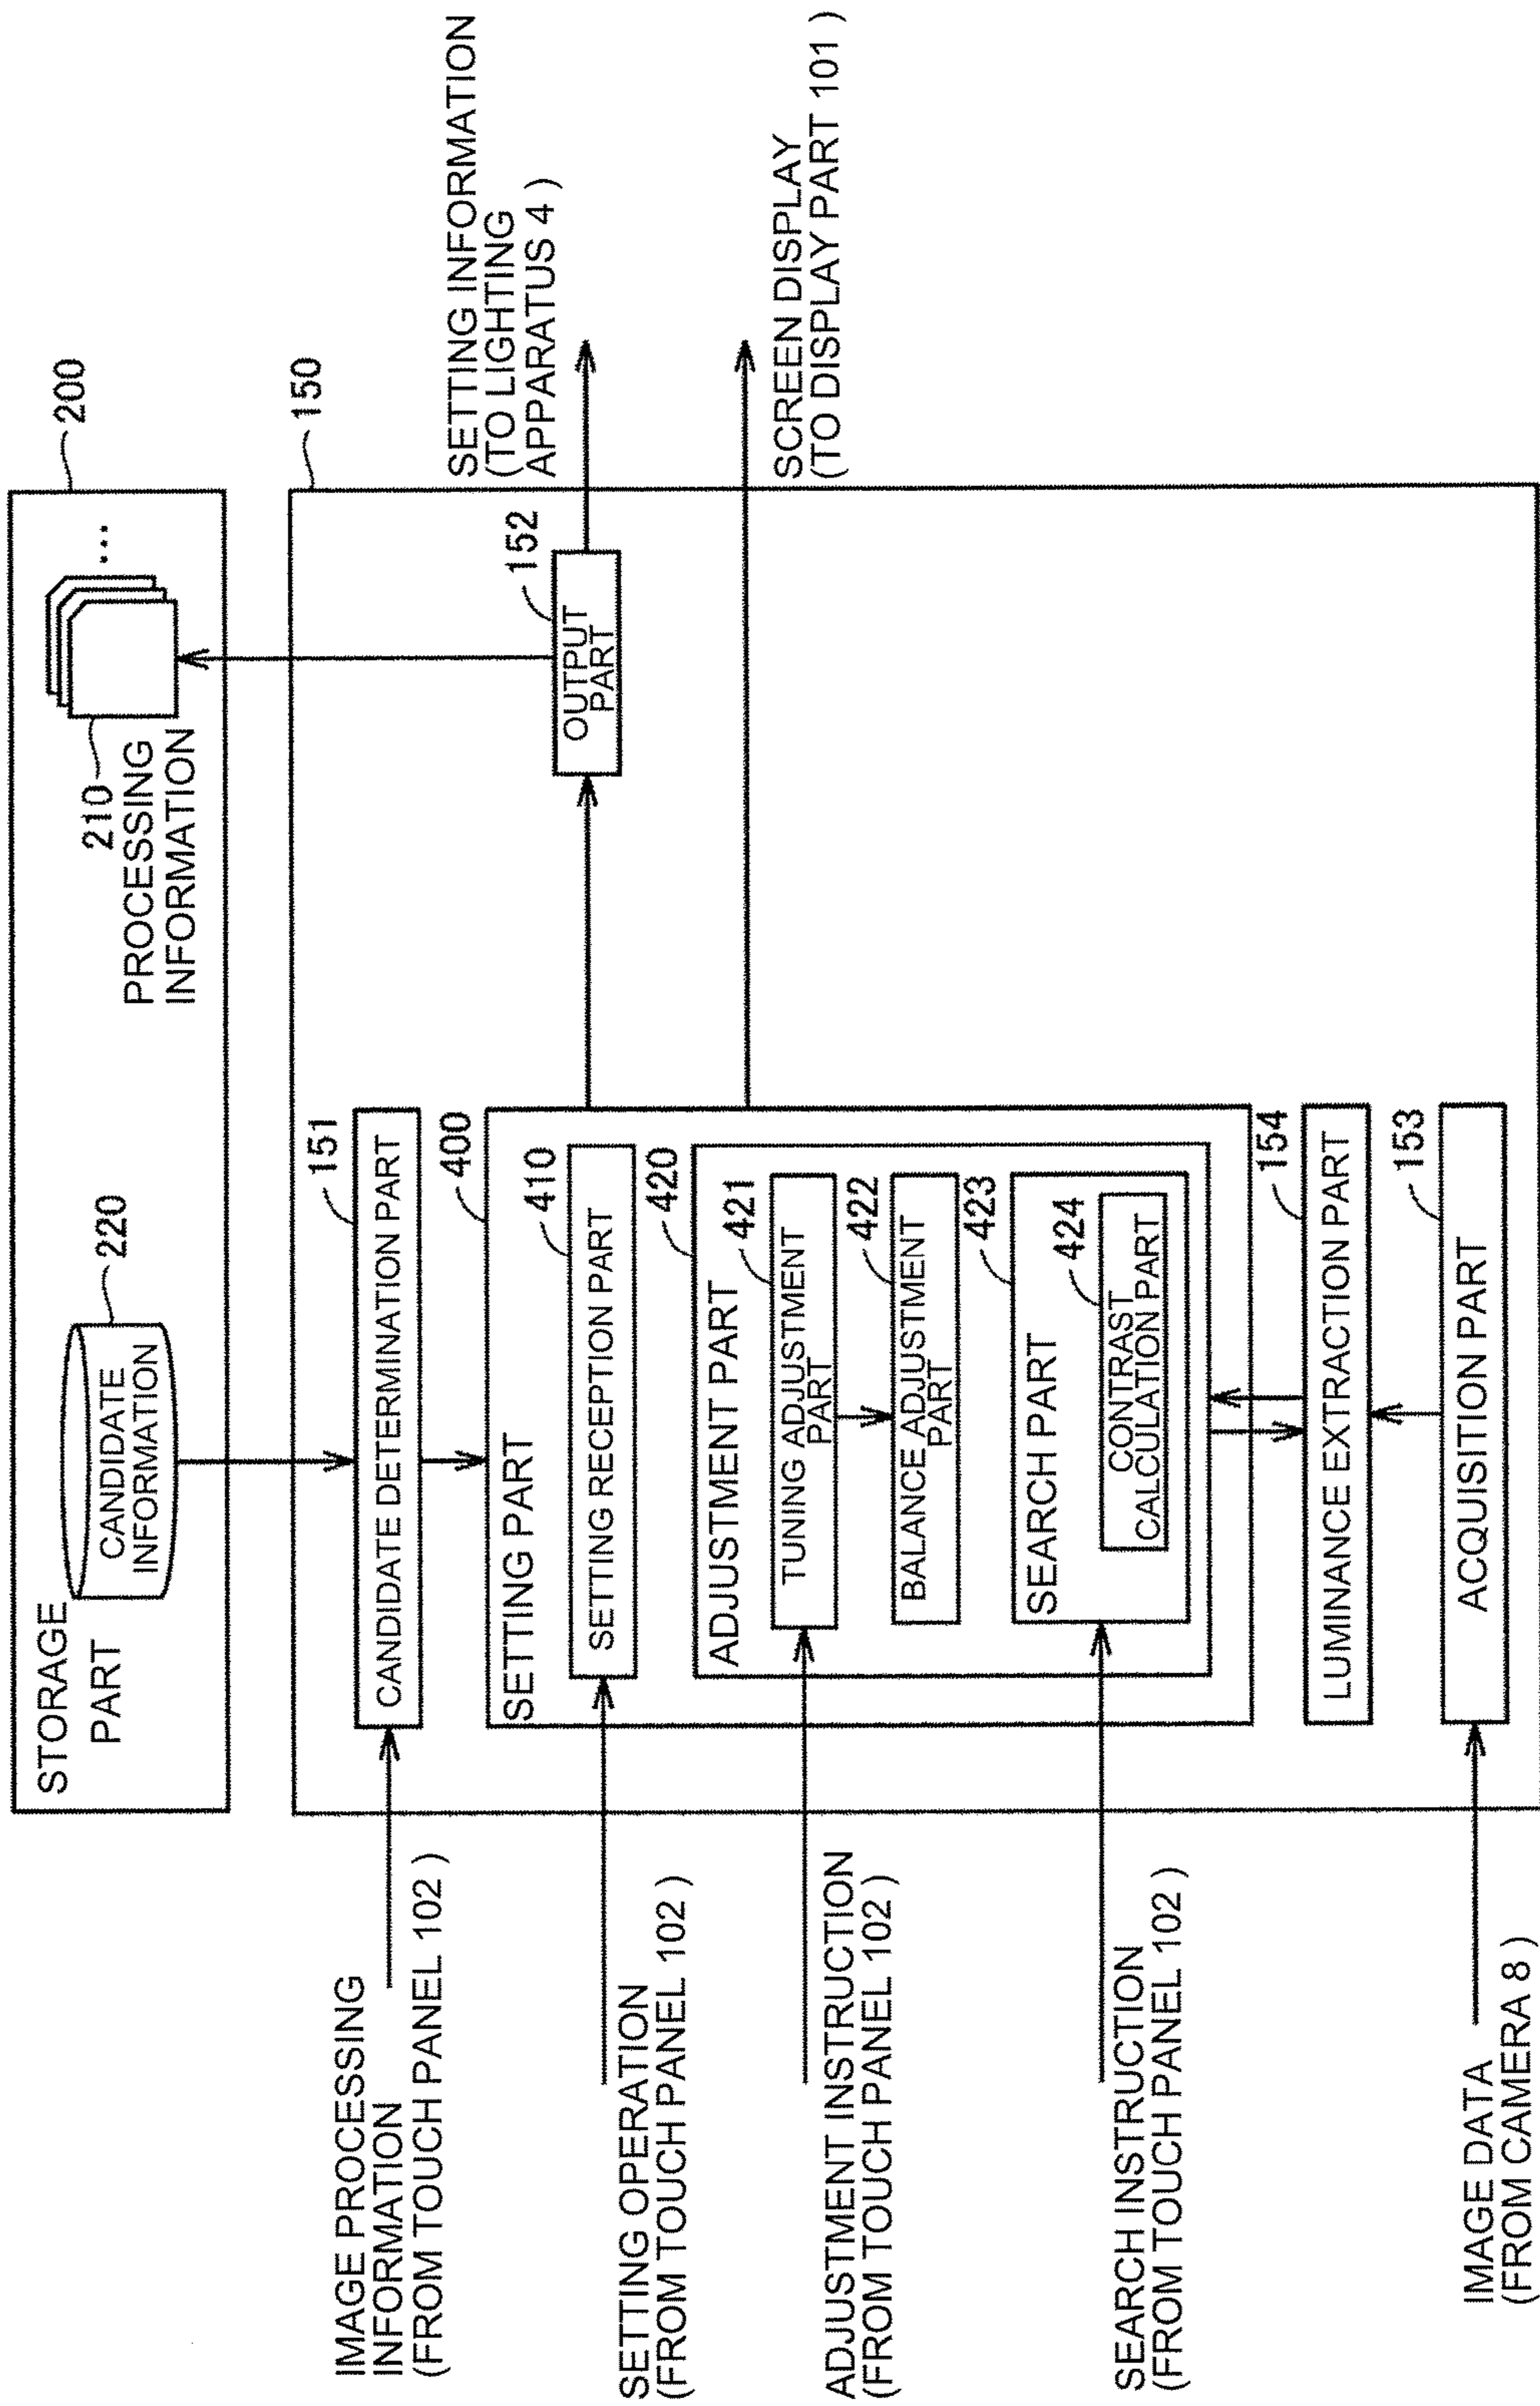 STORAGE
PART
CANDIDATE
INFORMATION
220
210
PROCESSING
INFORMATION
...
200
150
IMAGE PROCESSING
INFORMATION
(FROM TOUCH PANEL 102 )
CANDIDATE DETERMINATION PART
151
SETTING PART
400
SETTING OPERATION
(FROM TOUCH PANEL 102 )
SETTING RECEPTION PART
410
OUTPUT
PART
152
SETTING INFORMATION
(TO LIGHTING
APPARATUS 4 )
ADJUSTMENT PART
420
ADJUSTMENT INSTRUCTION
(FROM TOUCH PANEL 102 )
TUNING ADJUSTMENT
PART
421
SCREEN DISPLAY
(TO DISPLAY PART 101 )
BALANCE ADJUSTMENT
PART
422
SEARCH INSTRUCTION
(FROM TOUCH PANEL 102 )
SEARCH PART
423
CONTRAST
CALCULATION PART
424
LUMINANCE EXTRACTION PART
154
IMAGE DATA
(FROM CAMERA 8 )
ACQUISITION PART
153